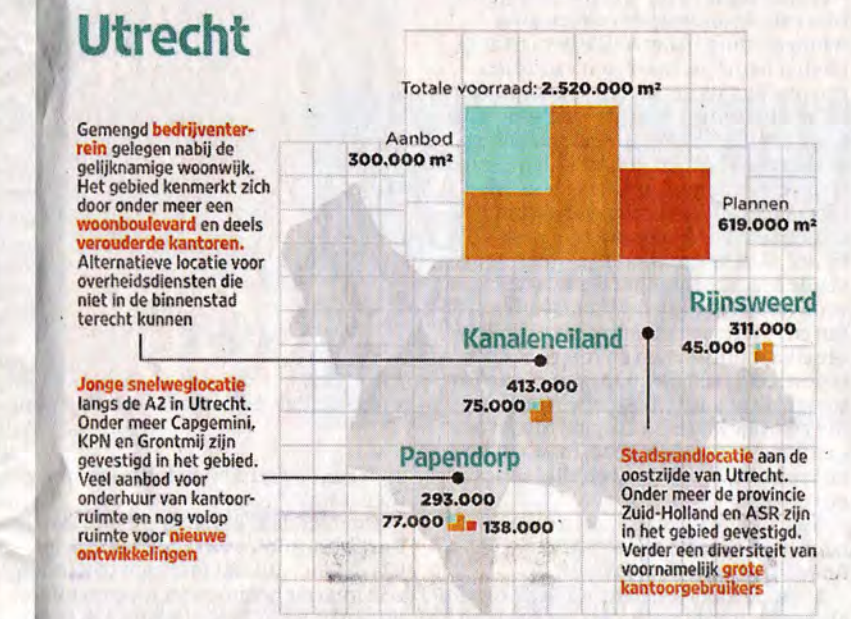 Utrecht
Totale voorraad: 2.520.000 m²
Aanbod
300.000 m²
Plannen
619.000 m²
Gemengd bedrijventer-
rein gelegen nabij de
gelijknamige woonwijk.
Het gebied kenmerkt zich
door onder meer een
woonboulevard en deels
verouderde kantoren.
Alternatieve locatie voor
overheidsdiensten die
niet in de binnenstad
terecht kunnen
Kanaleneiland
413.000
75.000
Rijnsweerd
311.000
45.000
Jonge snelweglocatie
langs de A2 in Utrecht.
Onder meer Capgemini,
KPN en Grontmij zijn
gevestigd in het gebied.
Veel aanbod voor
onderhuur van kantoor-
ruimte en nog volop
ruimte voor nieuwe
ontwikkelingen
Papendorp
293.000
77.000
138.000
Stadsrandlocatie aan de
oostzijde van Utrecht.
Onder meer de provincie
Zuid-Holland en ASR zijn
in het gebied gevestigd.
Verder een diversiteit van
voornamelijk grote
kantoorgebruikers